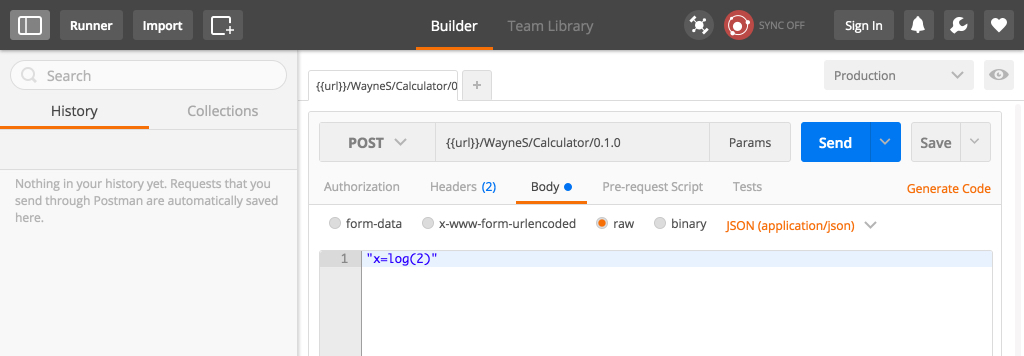 Runner Import Builder Team Library SYNC OFF Sign In
Search
{{url}}/WayneS/Calculator/0 + Production
History Collections
POST {{url}}/WayneS/Calculator/0.1.0 Params Send Save
Nothing in your history yet. Requests that you
send through Postman are automatically saved
here.
Authorization Headers (2) Body Pre-request Script Tests Generate Code
form-data x-www-form-urlencoded raw binary JSON (application/json)
1 "x=log(2)"